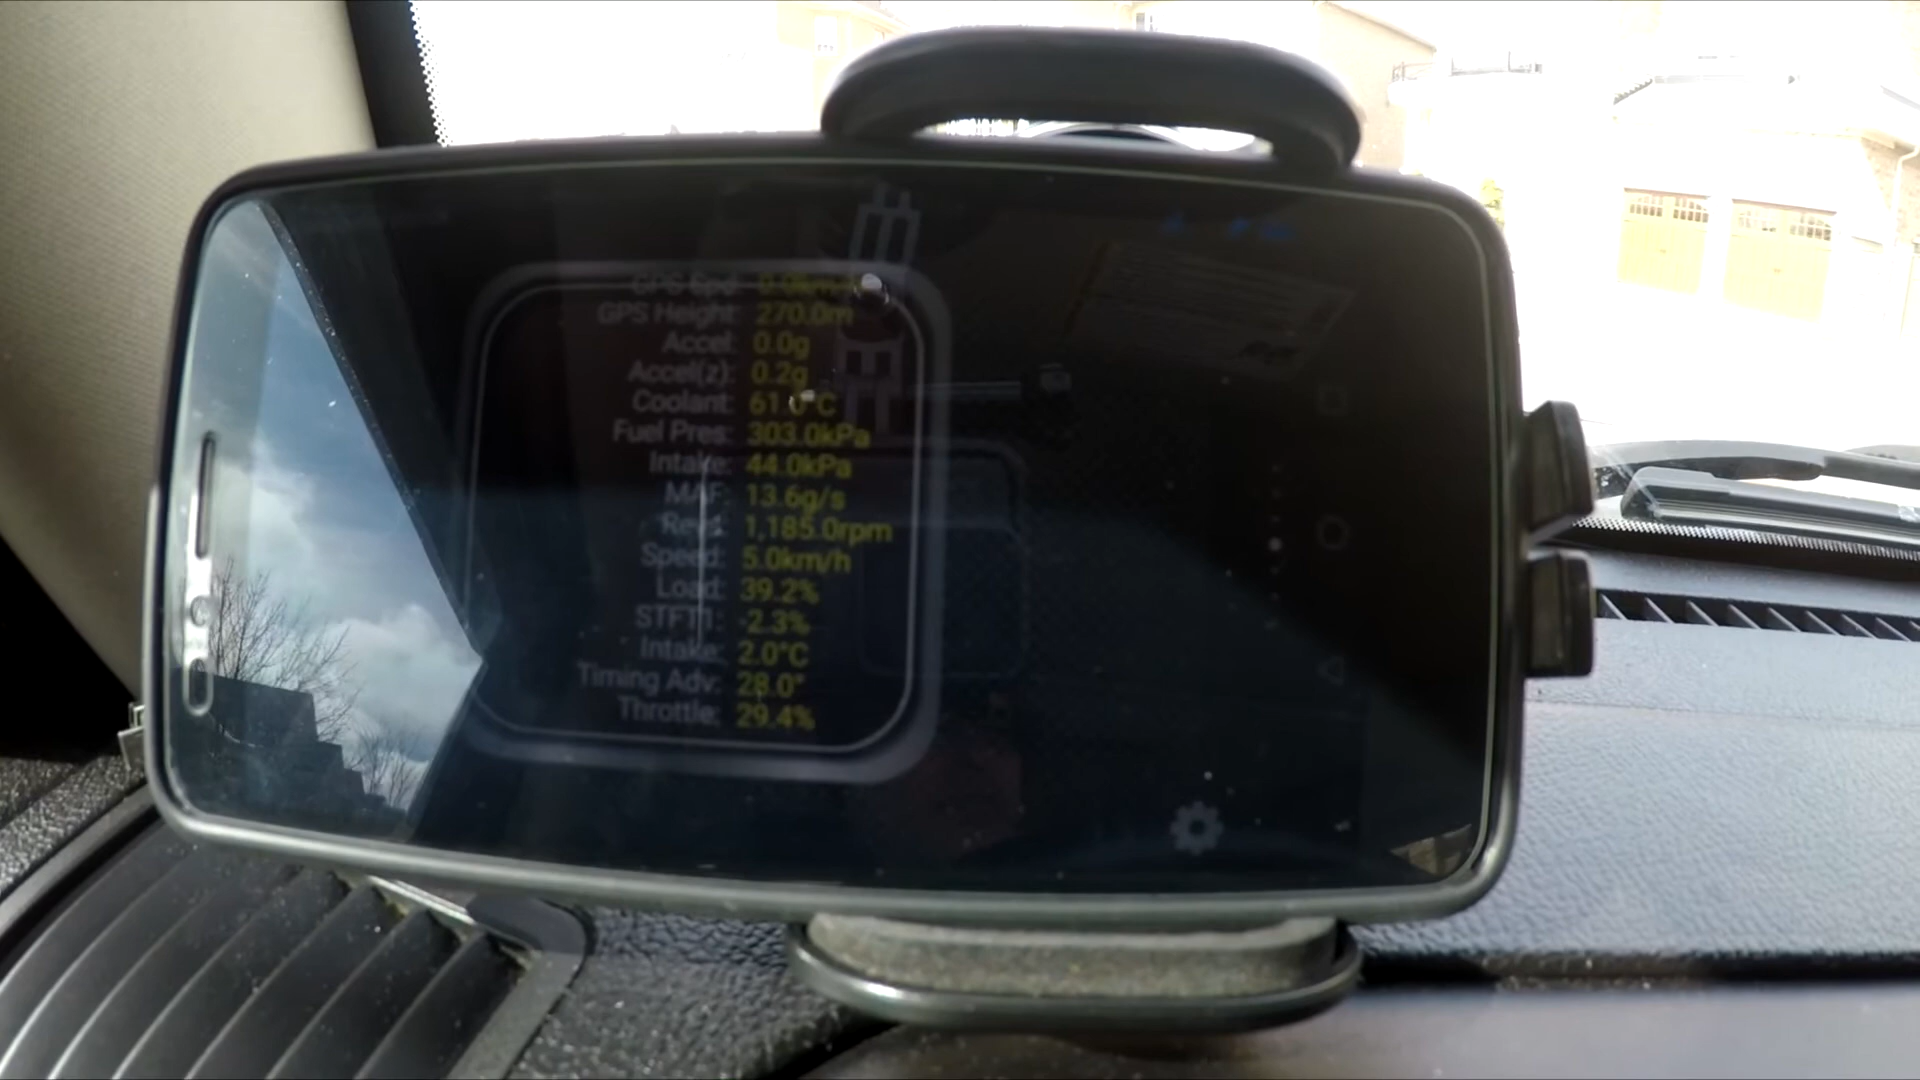 GPS Spd:
GPS Height: 270.0m
Accel: 0.0g
Accel(z): 0.2g
Coolant: 61.0°C
Fuel Pres: 303.0kPa
Intake: 44.0kPa
MAF: 13.6g/s
Revs: 1,185.0rpm
Speed: 5.0km/h
Load: 39.2%
STFT1: -2.3%
Intake: 2.0°C
Timing Adv: 28.0°
Throttle: 29.4%